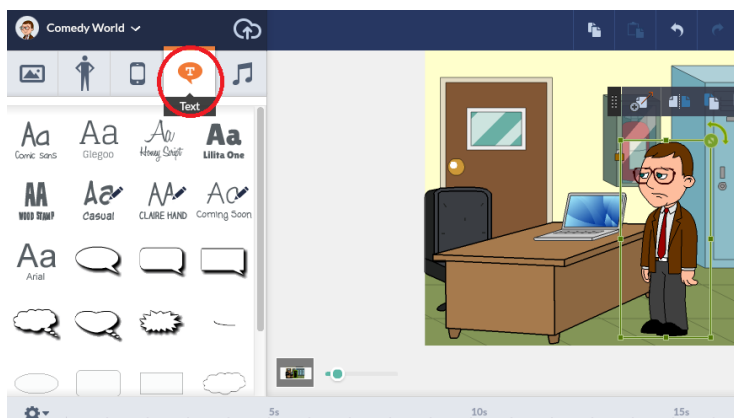 Comedy World
T
Text
Aa Aa Aa Aa
Comic Sans Glegoo Honey Script Lilita One
AA Aa AA Aa
WOOD STAMP Casual CLAIRE HAND Coming Soon
Aa
Arial
5s 10s 15s